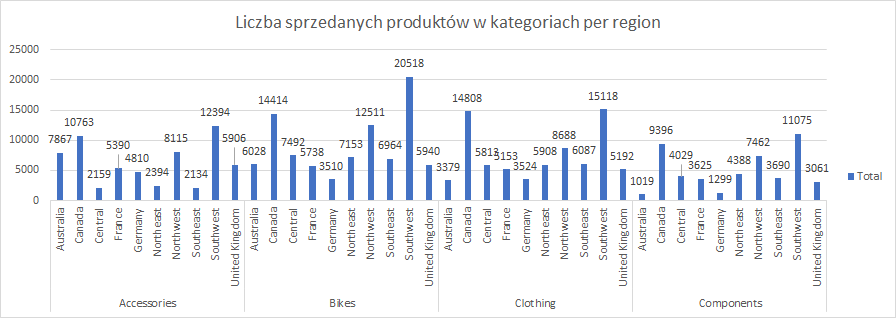 Liczba sprzedanych produktów w kategoriach per region
25000
20000
15000
10000
5000
0
7867
10763
2159
5390
4810
2394
8115
2134
12394
5906
6028
14414
7492
5738
3510
7153
12511
6964
20518
5940
3379
14808
5813
5153
3524
5908
8688
6087
15118
5192
1019
9396
4029
3625
1299
4388
7462
3690
11075
3061
Total
Australia
Canada
Central
France
Germany
Northeast
Northwest
Southeast
Southwest
United Kingdom
Australia
Canada
Central
France
Germany
Northeast
Northwest
Southeast
Southwest
United Kingdom
Australia
Canada
Central
France
Germany
Northeast
Northwest
Southeast
Southwest
United Kingdom
Australia
Canada
Central
France
Germany
Northeast
Northwest
Southeast
Southwest
United Kingdom
Accessories
Bikes
Clothing
Components